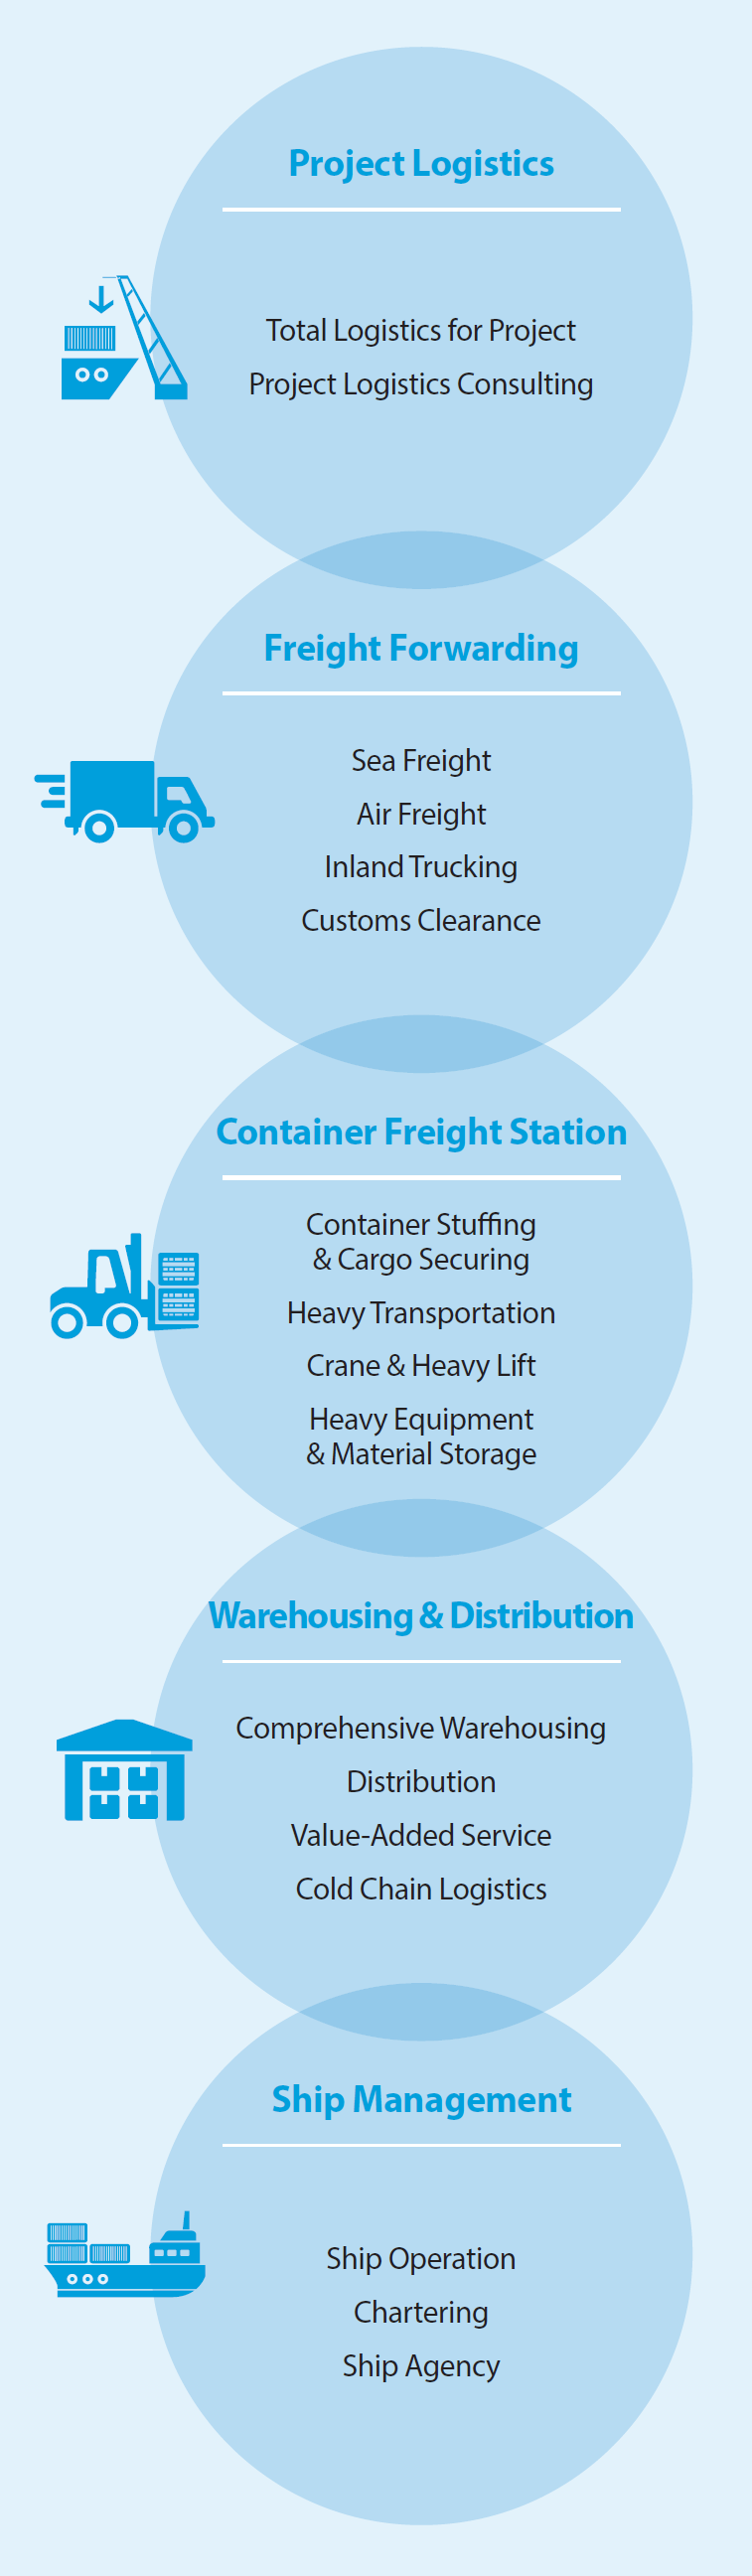 Project Logistics
Total Logistics for Project
Project Logistics Consulting
Freight Forwarding
Sea Freight
Air Freight
Inland Trucking
Customs Clearance
Container Freight Station
Container Stuffing
& Cargo Securing
Heavy Transportation
Crane & Heavy Lift
Heavy Equipment
& Material Storage
Warehousing & Distribution
Comprehensive Warehousing
Distribution
Value-Added Service
Cold Chain Logistics
Ship Management
Ship Operation
Chartering
Ship Agency